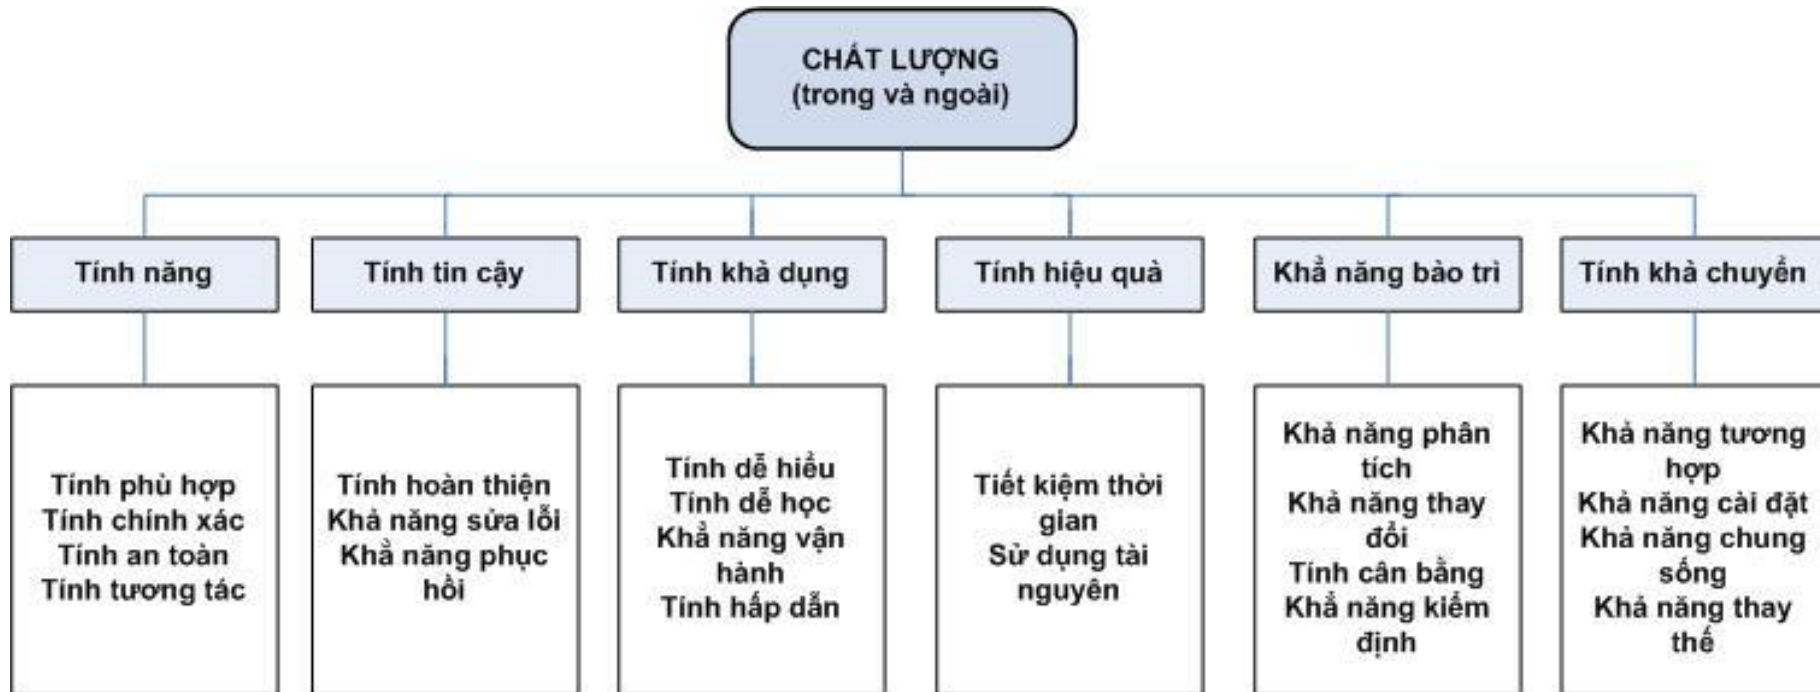 CHẤT LƯỢNG
(trong và ngoài)
Tính năng
Tính tin cậy
Tính khả dụng
Tính hiệu quả
Khẳ năng bảo trì
Tính khả chuyển
Tính phù hợp
Tính chính xác
Tính an toàn
Tính tương tác
Tính hoàn thiện
Khả năng sửa lỗi
Khẳ năng phục
hồi
Tính dễ hiểu
Tính dễ học
Khẳ năng vận
hành
Tính hấp dẫn
Tiết kiệm thời
gian
Sử dụng tài
nguyên
Khả năng phân
tích
Khả năng thay
đổi
Tính cân bằng
Khẳ năng kiểm
định
Khả năng tương
hợp
Khả năng cài đặt
Khả năng chung
sống
Khả năng thay
thế